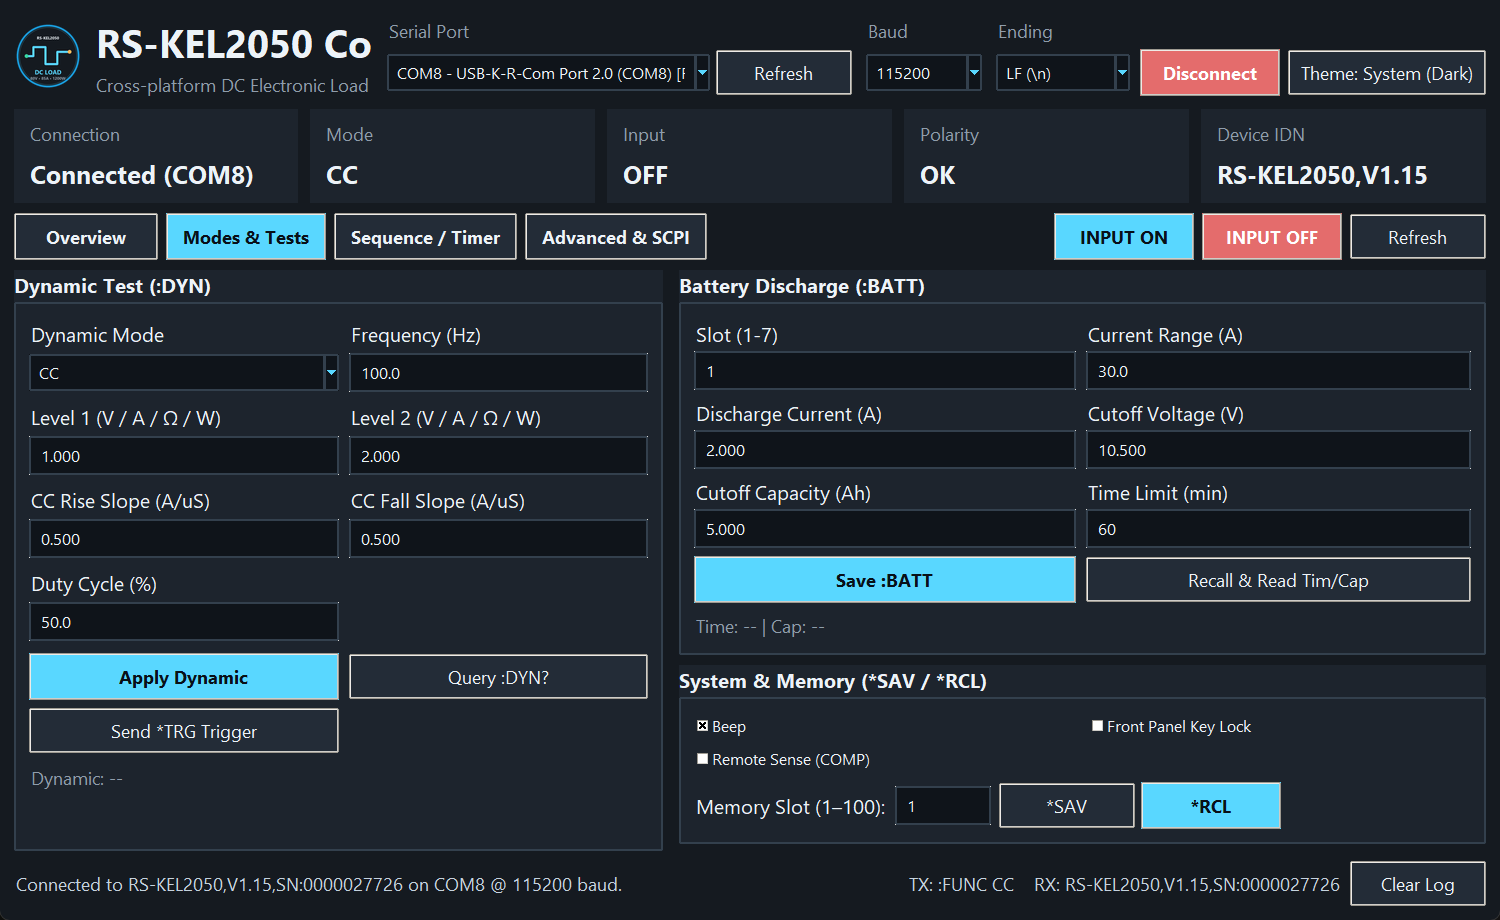 RS-KEL2050
DC LOAD
RS-KEL2050 Co
Cross-platform DC Electronic Load
Serial Port
COM8 - USB-K-R-Com Port 2.0 (COM8) [F
Refresh
Baud
115200
Ending
LF (\n)
Disconnect
Theme: System (Dark)
Connection
Connected (COM8)
Mode
CC
Input
OFF
Polarity
OK
Device IDN
RS-KEL2050,V1.15
Overview
Modes & Tests
Sequence / Timer
Advanced & SCPI
INPUT ON
INPUT OFF
Refresh
Dynamic Test (:DYN)
Dynamic Mode
Frequency (Hz)
CC
100.0
Level 1 (V / A / Ω / W)
Level 2 (V / A / Ω / W)
1.000
2.000
CC Rise Slope (A/uS)
CC Fall Slope (A/uS)
0.500
0.500
Duty Cycle (%)
50.0
Apply Dynamic
Query :DYN?
Send *TRG Trigger
Dynamic: --
Battery Discharge (:BATT)
Slot (1-7)
Current Range (A)
1
30.0
Discharge Current (A)
Cutoff Voltage (V)
2.000
10.500
Cutoff Capacity (Ah)
Time Limit (min)
5.000
60
Save :BATT
Recall & Read Tim/Cap
Time: -- | Cap: --
System & Memory (*SAV / *RCL)
Beep
Front Panel Key Lock
Remote Sense (COMP)
Memory Slot (1–100):
1
*SAV
*RCL
Connected to RS-KEL2050,V1.15,SN:0000027726 on COM8 @ 115200 baud.
TX: :FUNC CC
RX: RS-KEL2050,V1.15,SN:0000027726
Clear Log